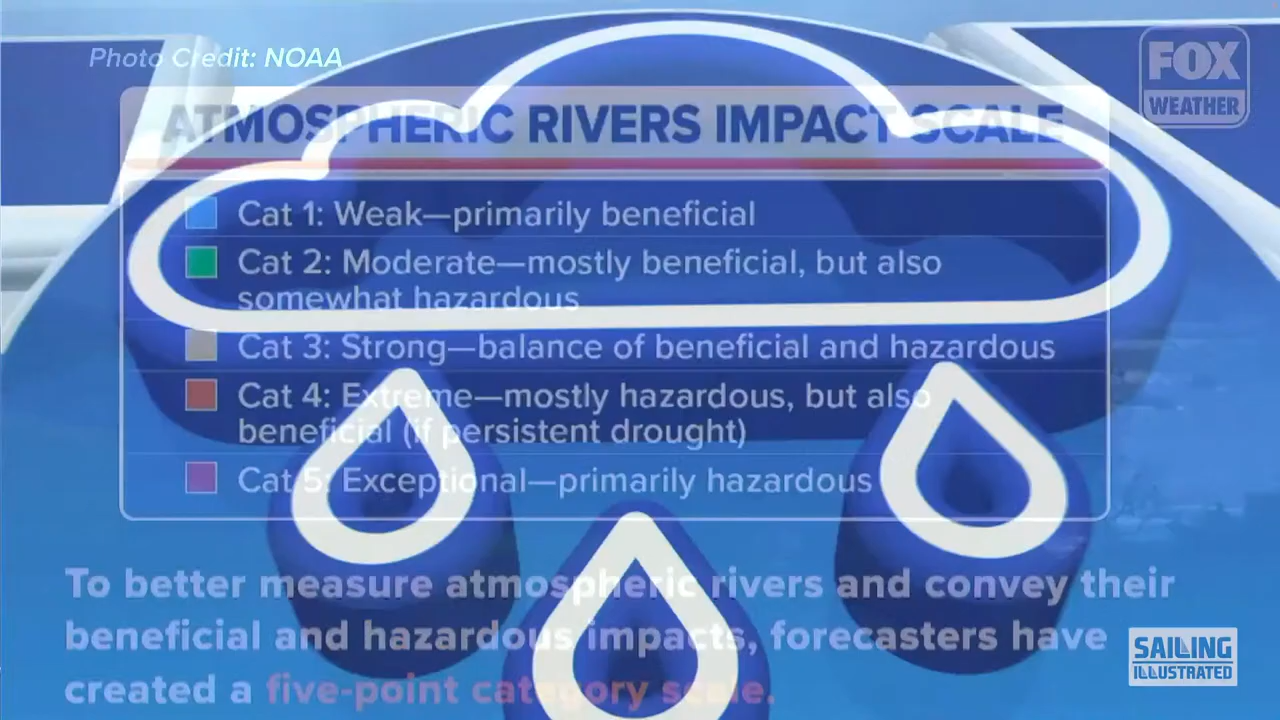 Photo Credit: NOAA
FOX
WEATHER
ATMOSPHERIC RIVERS IMPACT SCALE
Cat 1: Weak—primarily beneficial
Cat 2: Moderate—mostly beneficial, but also
somewhat hazardous
Cat 3: Strong—balance of beneficial and hazardous
Cat 4: Extreme—mostly hazardous, but also
beneficial (if persistent drought)
Cat 5: Exceptional—primarily hazardous
To better measure atmospheric rivers and convey their
beneficial and hazardous impacts, forecasters have
created a five-point category scale.
SAILING
ILLUSTRATED